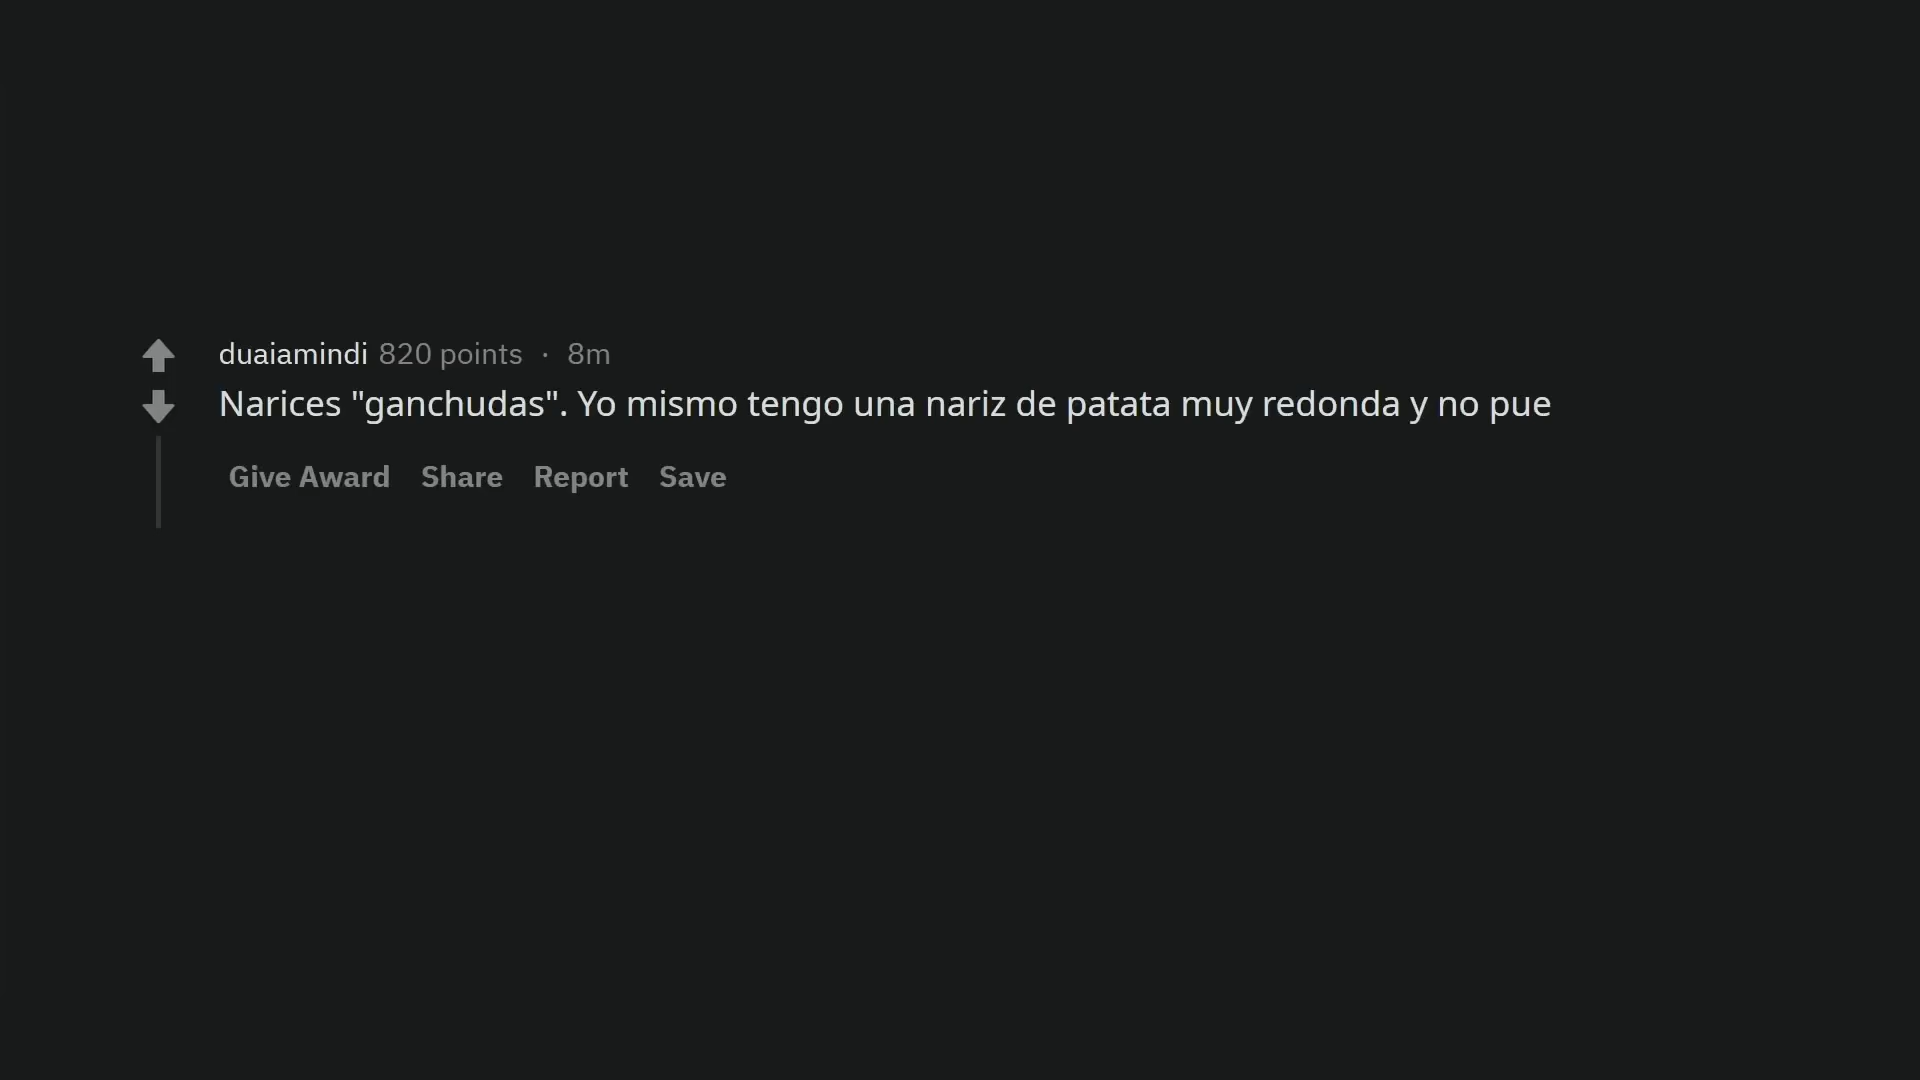 duaiamindi 820 points · 8m
Narices "ganchudas". Yo mismo tengo una nariz de patata muy redonda y no pue
Give Award Share Report Save